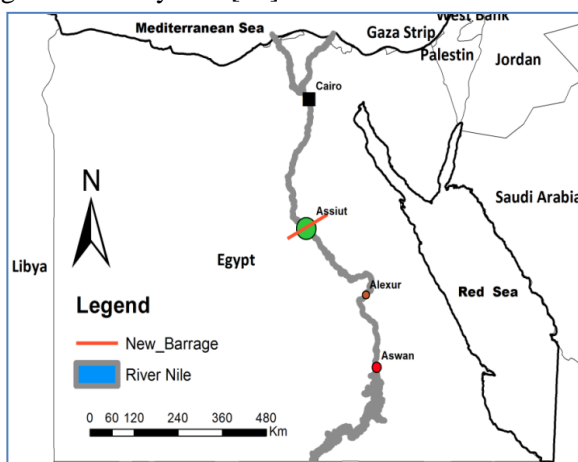 Mediterranean Sea
Gaza Strip
West Bank
Palestin
Jordan
Cairo
Saudi Arabia
N
Assiut
Libya
Egypt
Alexur
Red Sea
Legend
New_Barrage
River Nile
Aswan
0 60 120 240 360 480
Km